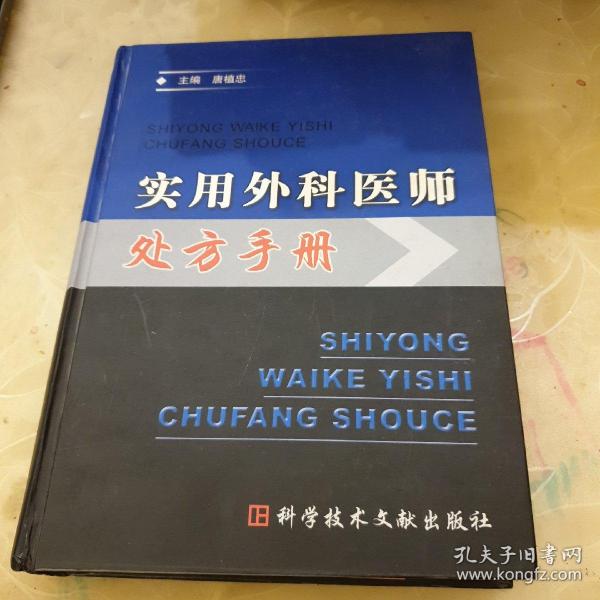 主编 唐植忠
SHIYONG WAIKE YISHI
CHUFANG SHOUCE
实用外科医师
处方手册
SHIYONG
WAIKE YISHI
CHUFANG SHOUCE
科学技术文献出版社
孔夫子旧书网
www.kongfz.com